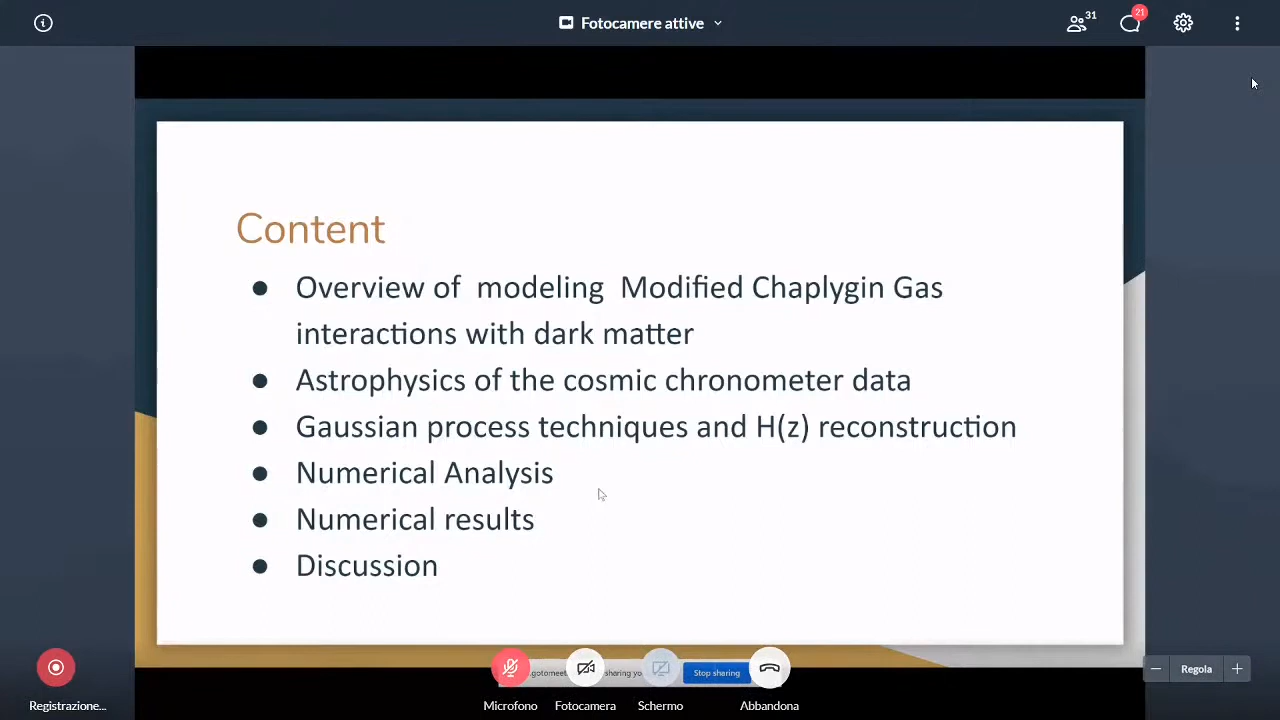 Fotocamere attive
31
21
Content
● Overview of modeling Modified Chaplygin Gas
interactions with dark matter
● Astrophysics of the cosmic chronometer data
● Gaussian process techniques and H(z) reconstruction
● Numerical Analysis
● Numerical results
● Discussion
gotomeet sharing yo
Stop sharing
Registrazione...
Microfono
Fotocamera
Schermo
Abbandona
Regola